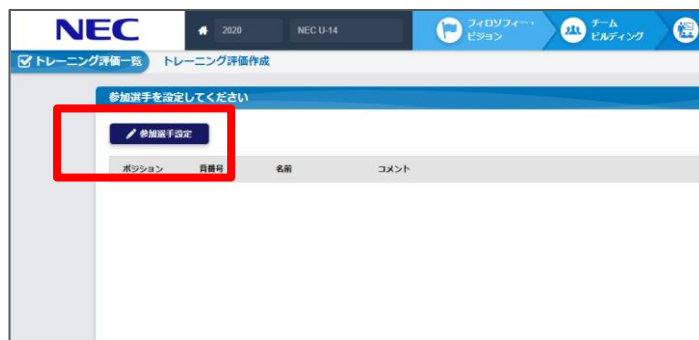 NEC 2020 NEC U-14 フィロソフィー・ビジョン チームビルディング
トレーニング評価一覧 トレーニング評価作成
参加選手を設定してください
参加選手設定
ポジション 背番号 名前 コメント